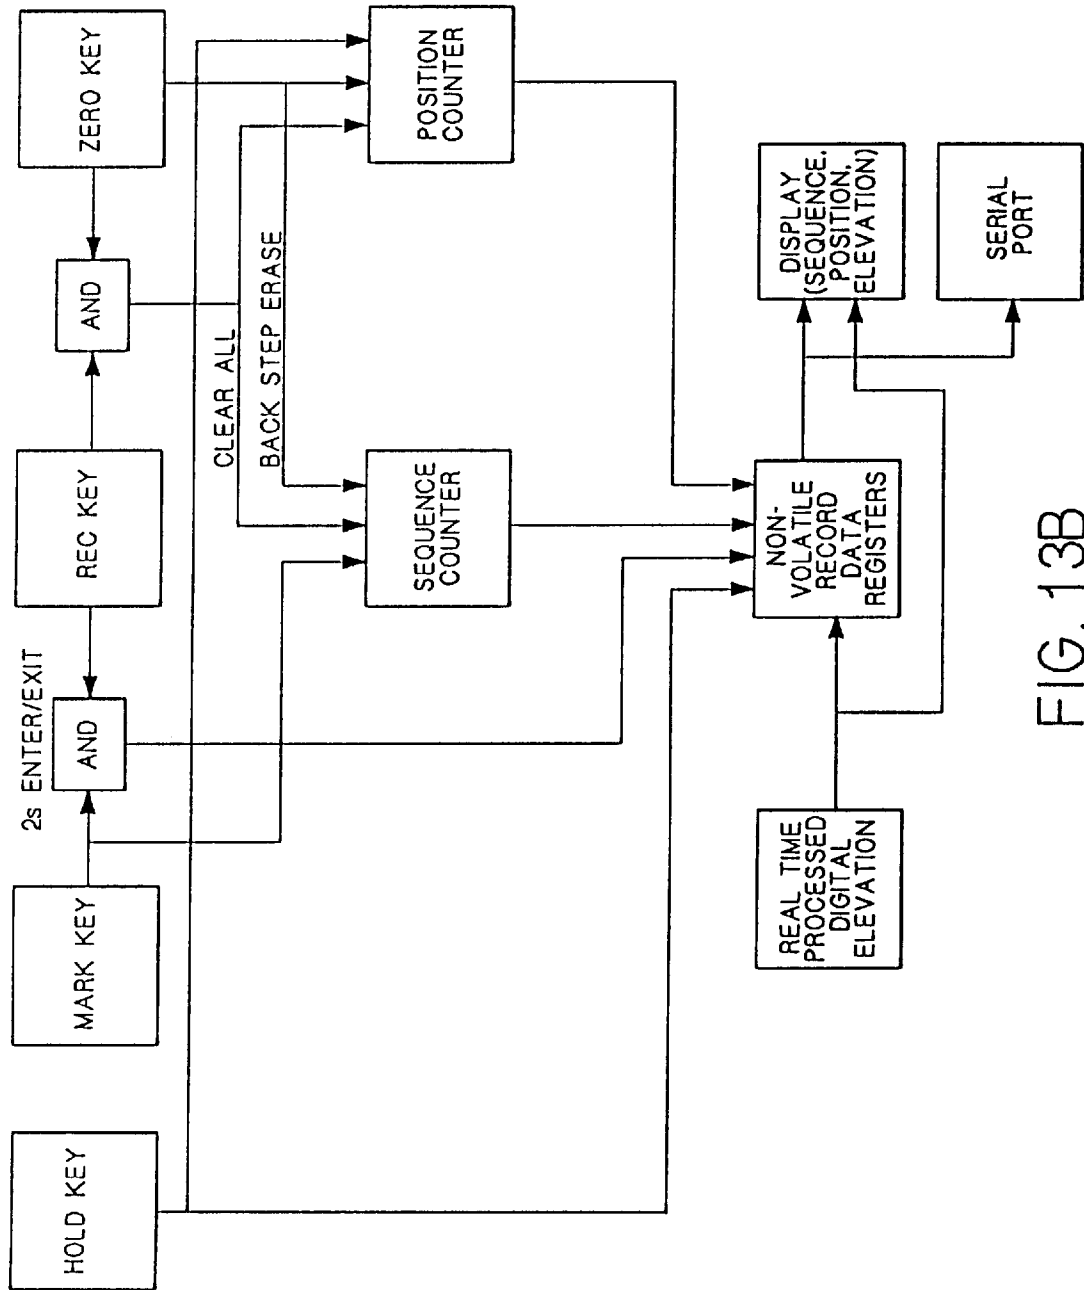 HOLD KEY
MARK KEY
2s ENTER/EXIT
AND
REC KEY
AND
ZERO KEY
CLEAR ALL
BACK STEP ERASE
SEQUENCE
COUNTER
POSITION
COUNTER
REAL TIME
PROCESSED
DIGITAL
ELEVATION
NON-
VOLATILE
RECORD
DATA
REGISTERS
DISPLAY
(SEQUENCE,
POSITION,
ELEVATION)
SERIAL
PORT
FIG. 13B